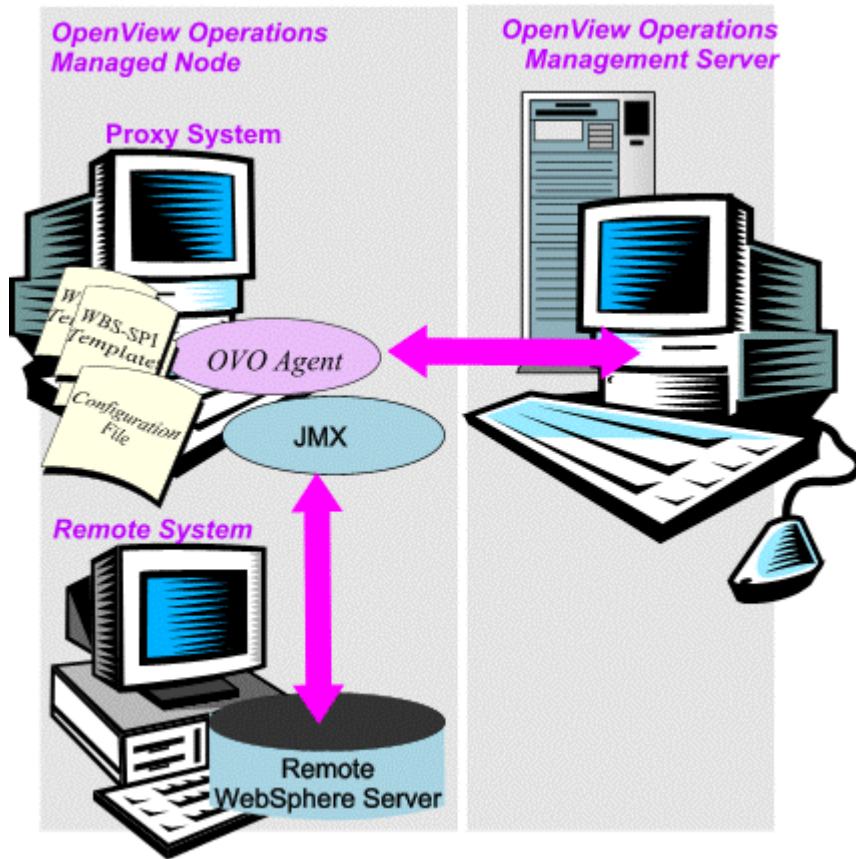 OpenView Operations
Managed Node
OpenView Operations
Management Server
Proxy System
W
Te
WBS-SPI
Template
OVO Agent
Configuration
File
JMX
Remote System
Remote
WebSphere Server